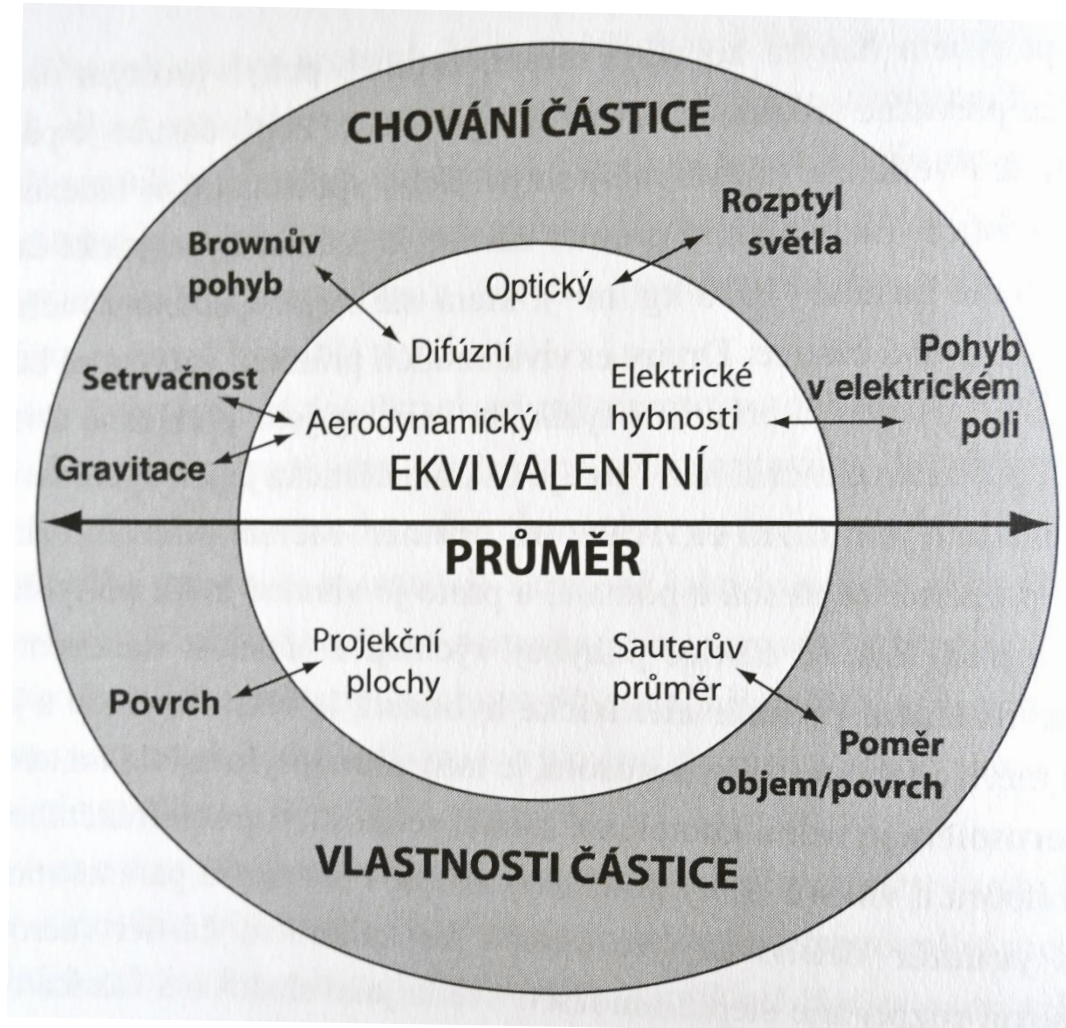 CHOVÁNÍ ČÁSTICE
Rozptyl
světla
Brownův
pohyb
Optický
Difúzní
Setrvačnost
Aerodynamický
Gravitace
Elektrické
hybnosti
Pohyb
v elektrickém
poli
EKVIVALENTNÍ
PRŮMĚR
Projekční
plochy
Povrch
Sauterův
průměr
Poměr
objem/povrch
VLASTNOSTI ČÁSTICE